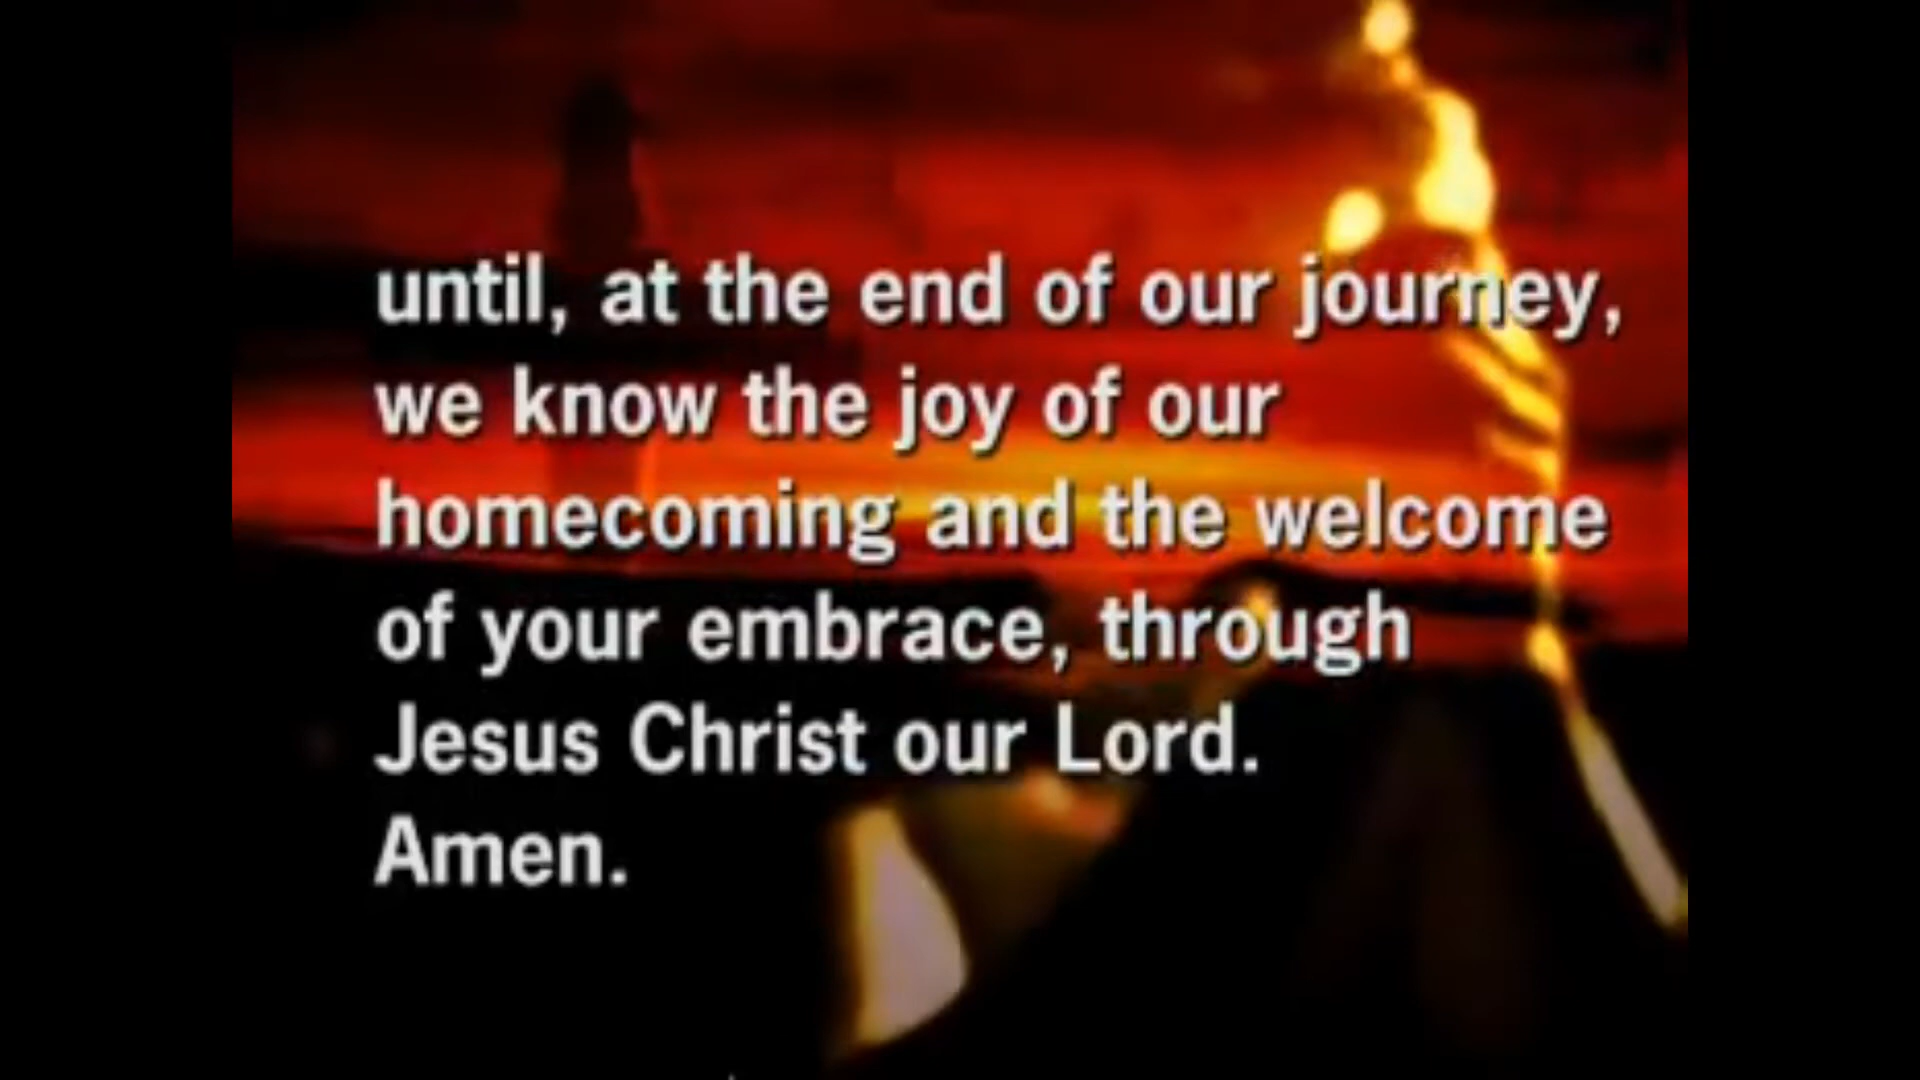 until, at the end of our journey,
we know the joy of our
homecoming and the welcome
of your embrace, through
Jesus Christ our Lord.
Amen.